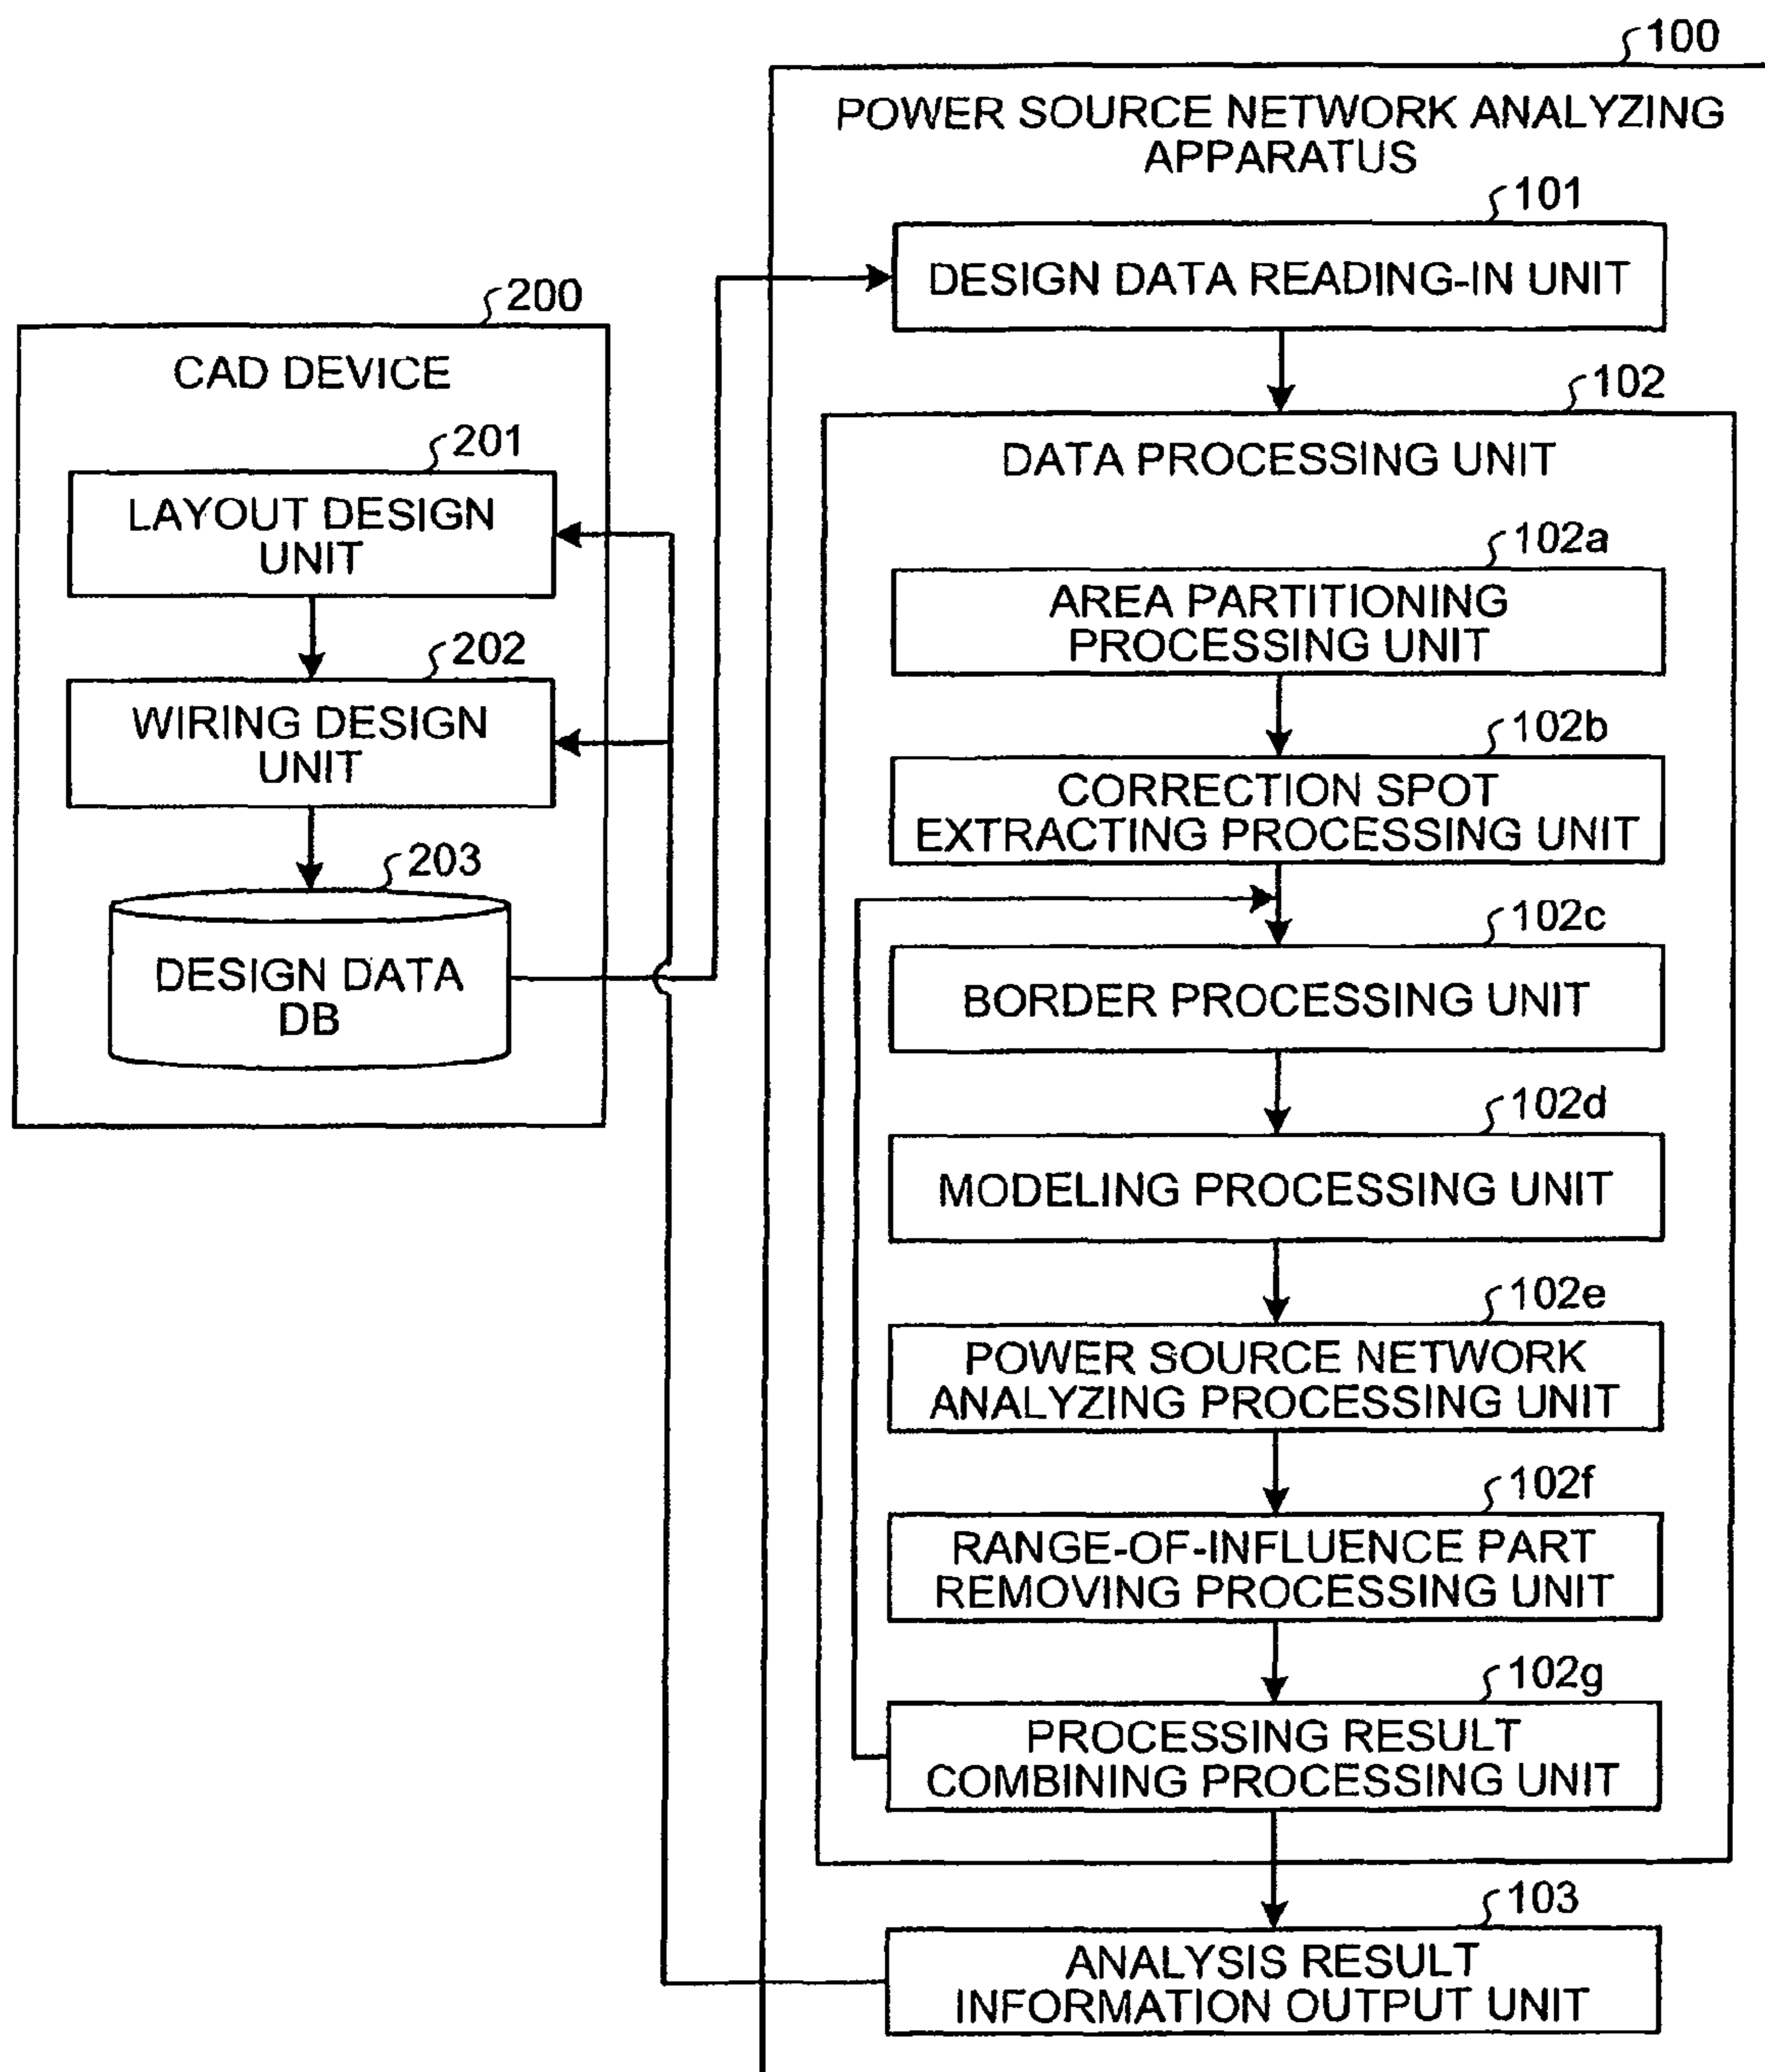 100
POWER SOURCE NETWORK ANALYZING
APPARATUS
101
DESIGN DATA READING-IN UNIT
200
CAD DEVICE
201
LAYOUT DESIGN
UNIT
202
WIRING DESIGN
UNIT
203
DESIGN DATA
DB
102
DATA PROCESSING UNIT
102a
AREA PARTITIONING
PROCESSING UNIT
102b
CORRECTION SPOT
EXTRACTING PROCESSING UNIT
102c
BORDER PROCESSING UNIT
102d
MODELING PROCESSING UNIT
102e
POWER SOURCE NETWORK
ANALYZING PROCESSING UNIT
102f
RANGE-OF-INFLUENCE PART
REMOVING PROCESSING UNIT
102g
PROCESSING RESULT
COMBINING PROCESSING UNIT
103
ANALYSIS RESULT
INFORMATION OUTPUT UNIT